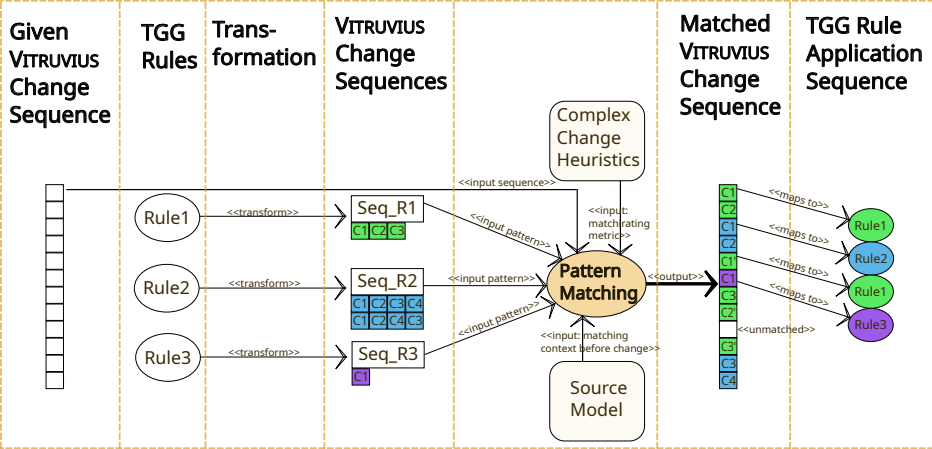 Given
VITRUVIUS
Change
Sequence
TGG
Rules
Trans-
formation
VITRUVIUS
Change
Sequences
Matched
VITRUVIUS
Change
Sequence
TGG Rule
Application
Sequence
Complex
Change
Heuristics
<<input sequence>>
Rule1
<<transform>>
Seq_R1
C1 C2 C3
<<input pattern>>
<<input:
matchirating
metric>>
Rule2
<<transform>>
Seq_R2
C1 C2 C3 C4
C1 C2 C4 C3
<<input pattern>>
Pattern
Matching
<<output>>
Rule3
<<transform>>
Seq_R3
C1
<<input pattern>>
<<input: matching
context before change>>
Source
Model
C1
C2
C1
C2
C1'
C1
C3
C2'
<<unmatched>>
C3'
C3
C4
<<maps to>>
Rule1
<<maps to>>
Rule2
<<maps to>>
Rule1
<<maps to>>
Rule3